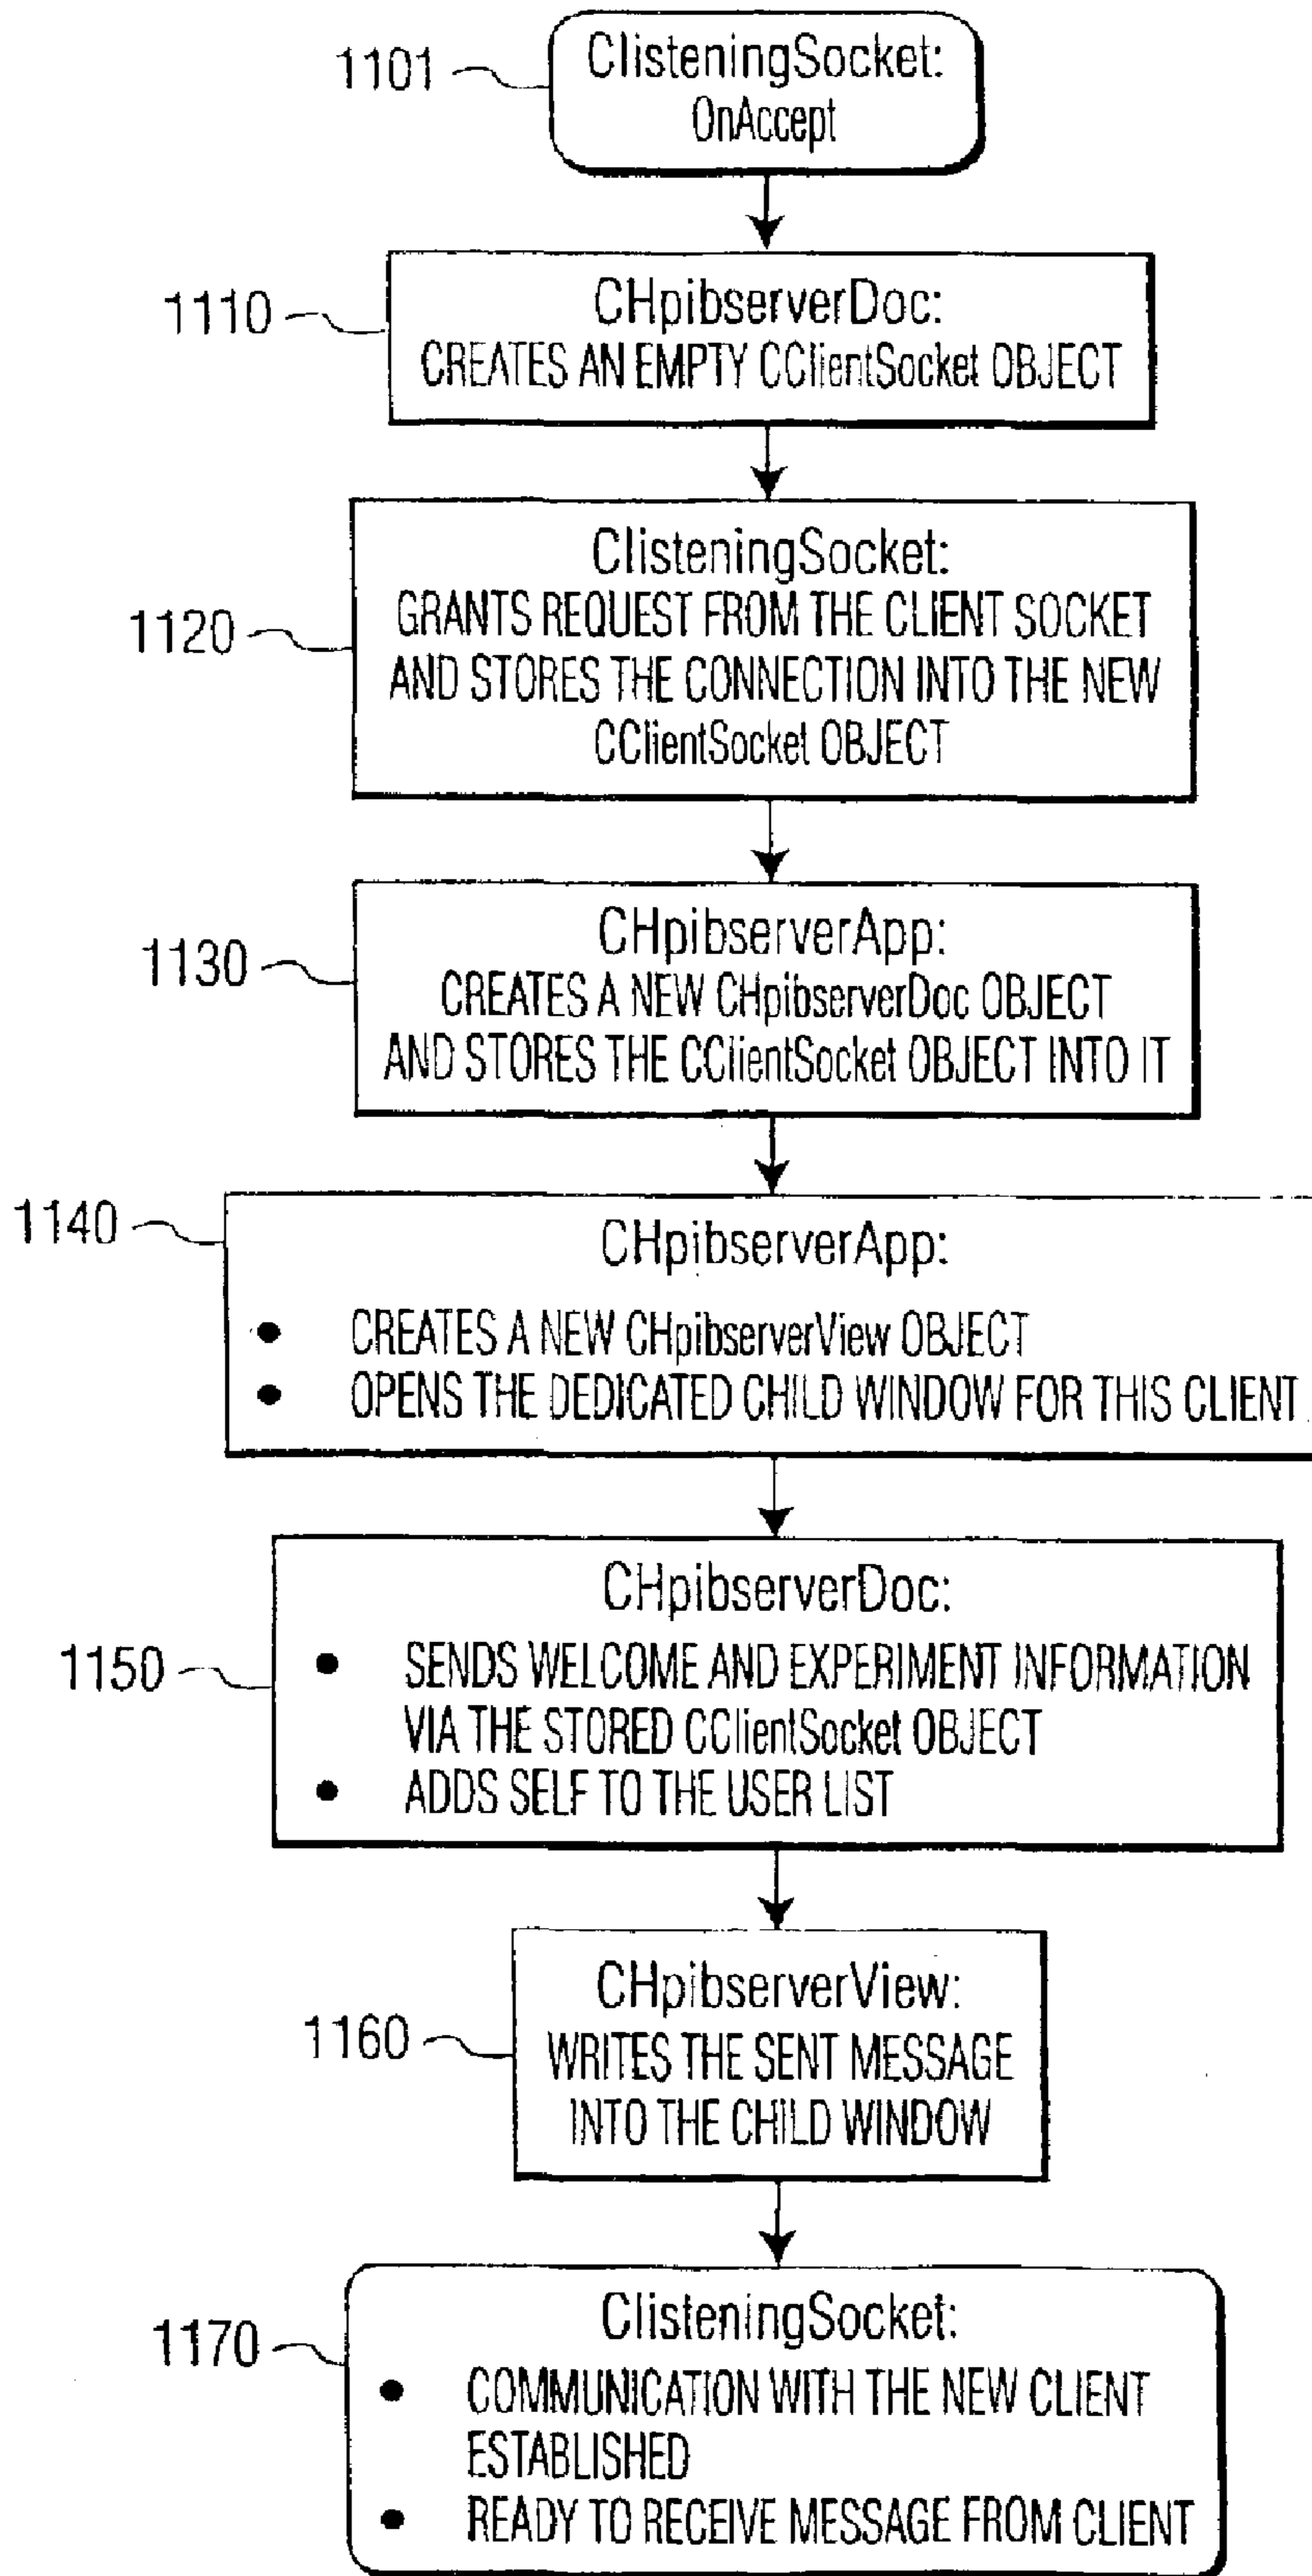 1101
ClisteningSocket:
OnAccept
1110
CHpibserverDoc:
CREATES AN EMPTY CClientSocket OBJECT
1120
ClisteningSocket:
GRANTS REQUEST FROM THE CLIENT SOCKET
AND STORES THE CONNECTION INTO THE NEW
CClientSocket OBJECT
1130
CHpibserverApp:
CREATES A NEW CHpibserverDoc OBJECT
AND STORES THE CClientSocket OBJECT INTO IT
1140
CHpibserverApp:
• CREATES A NEW CHpibserverView OBJECT
• OPENS THE DEDICATED CHILD WINDOW FOR THIS CLIENT
1150
CHpibserverDoc:
• SENDS WELCOME AND EXPERIMENT INFORMATION
VIA THE STORED CClientSocket OBJECT
• ADDS SELF TO THE USER LIST
1160
CHpibserverView:
WRITES THE SENT MESSAGE
INTO THE CHILD WINDOW
1170
ClisteningSocket:
• COMMUNICATION WITH THE NEW CLIENT
ESTABLISHED
• READY TO RECEIVE MESSAGE FROM CLIENT